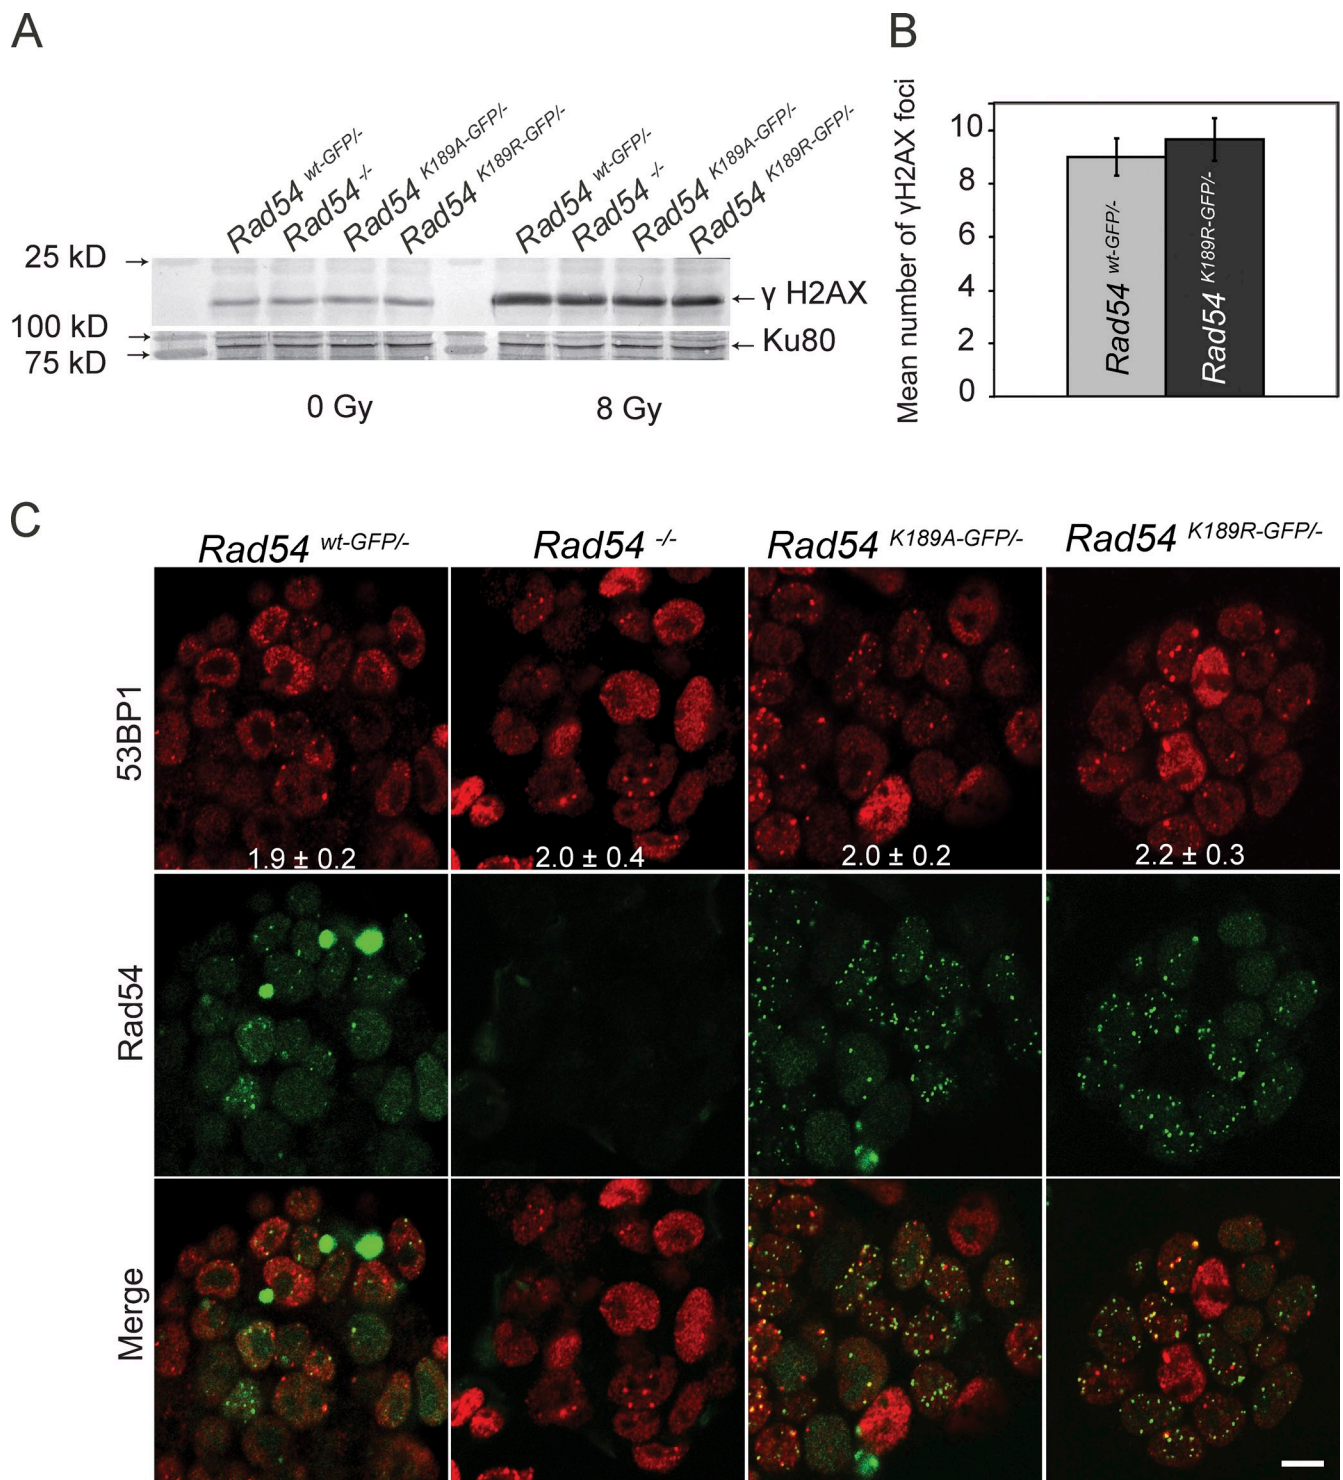 A
B
Rad54 wt-GFP/-
Rad54 -/-
Rad54 K189A-GFP/-
Rad54 K189R-GFP/-
Rad54 wt-GFP/-
Rad54 -/-
Rad54 K189A-GFP/-
Rad54 K189R-GFP/-
25 kD
γ H2AX
100 kD
Ku80
75 kD
0 Gy
8 Gy
Mean number of γH2AX foci
10
8
6
4
2
0
Rad54 wt-GFP/-
Rad54 K189R-GFP/-
C
Rad54 wt-GFP/-
Rad54 -/-
Rad54 K189A-GFP/-
Rad54 K189R-GFP/-
53BP1
1.9 ± 0.2
2.0 ± 0.4
2.0 ± 0.2
2.2 ± 0.3
Rad54
Merge